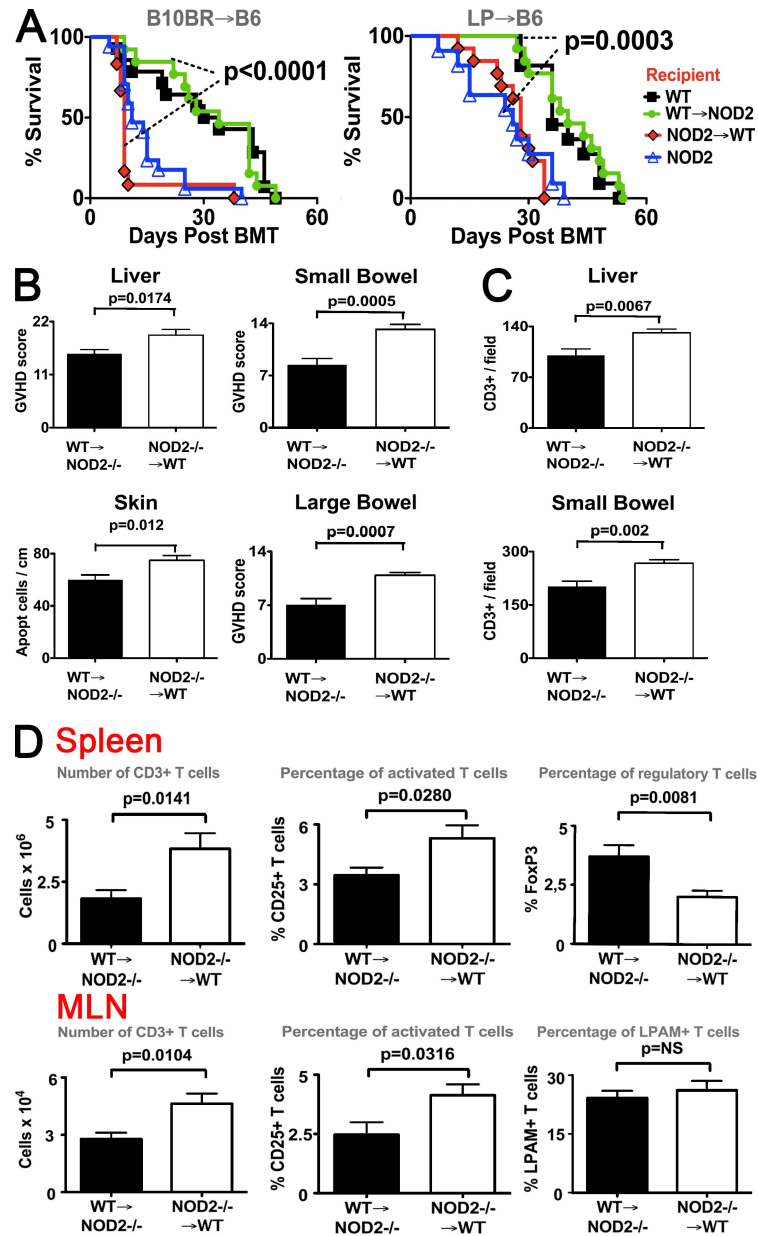 A
B10BR→B6
LP→B6
100
50
0
% Survival
0
30
60
Days Post BMT
p<0.0001
100
50
0
% Survival
0
30
60
Days Post BMT
p=0.0003
Recipient
WT
WT→NOD2
NOD2→WT
NOD2
B
Liver
p=0.0174
22
11
0
GVHD score
WT→
NOD2-/-
NOD2-/-
→WT
Small Bowel
p=0.0005
14
7
0
GVHD score
WT→
NOD2-/-
NOD2-/-
→WT
C
Liver
p=0.0067
140
70
0
CD3+ / field
WT→
NOD2-/-
NOD2-/-
→WT
Skin
p=0.012
80
40
0
Apopt cells / cm
WT→
NOD2-/-
NOD2-/-
→WT
Large Bowel
p=0.0007
14
7
0
GVHD score
WT→
NOD2-/-
NOD2-/-
→WT
Small Bowel
p=0.002
300
150
0
CD3+ / field
WT→
NOD2-/-
NOD2-/-
→WT
D
Spleen
Number of CD3+ T cells
p=0.0141
5
2.5
0
Cells x 10⁶
WT→
NOD2-/-
NOD2-/-
→WT
Percentage of activated T cells
p=0.0280
6
3
0
% CD25+ T cells
WT→
NOD2-/-
NOD2-/-
→WT
Percentage of regulatory T cells
p=0.0081
5
2,5
0
% FoxP3
WT→
NOD2-/-
NOD2-/-
→WT
MLN
Number of CD3+ T cells
p=0.0104
6
3
0
Cells x 10⁴
WT→
NOD2-/-
NOD2-/-
→WT
Percentage of activated T cells
p=0.0316
5
2.5
0
% CD25+ T cells
WT→
NOD2-/-
NOD2-/-
→WT
Percentage of LPAM+ T cells
p=NS
30
15
0
% LPAM+ T cells
WT→
NOD2-/-
NOD2-/-
→WT